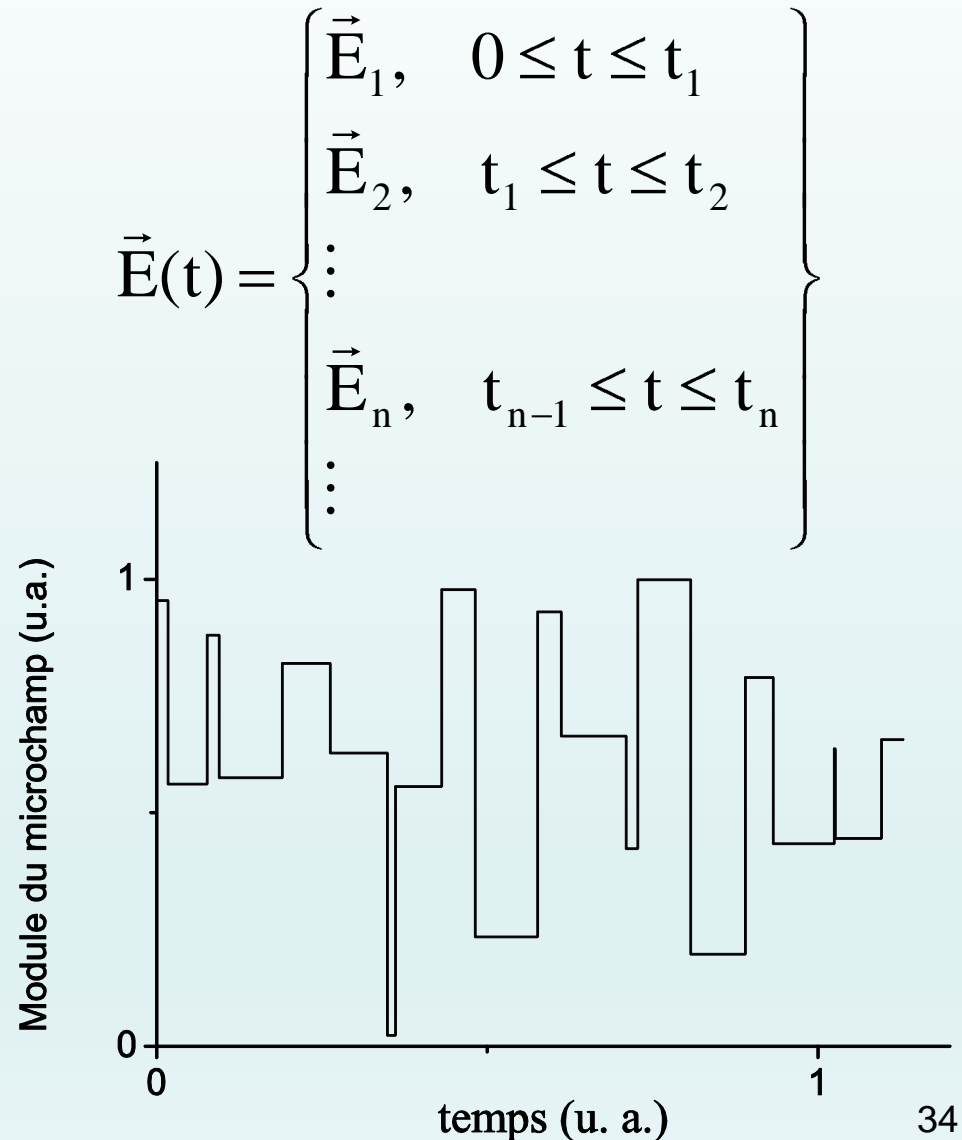 E⃗₁, 0 ≤ t ≤ t₁
E⃗₂, t₁ ≤ t ≤ t₂
E⃗(t) = ⋮
E⃗ₙ, tₙ₋₁ ≤ t ≤ tₙ
⋮
Module du microchamp (u.a.)
1
0
0 1
temps (u. a.)
34